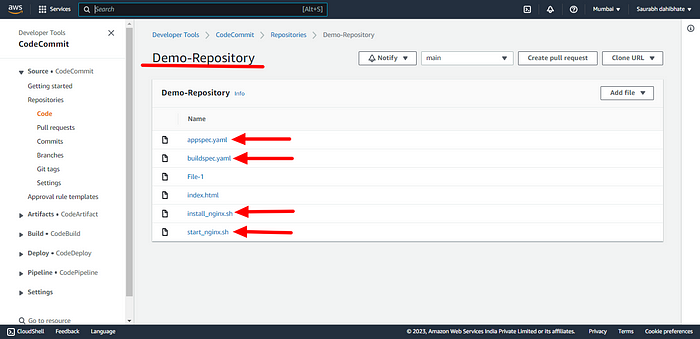 aws Services Search [Alt+S] Mumbai Saurabh dahibhate
Developer Tools
CodeCommit
Source • CodeCommit
Getting started
Repositories
Code
Pull requests
Commits
Branches
Git tags
Settings
Approval rule templates
Artifacts • CodeArtifact
Build • CodeBuild
Deploy • CodeDeploy
Pipeline • CodePipeline
Settings
Go to resource
Developer Tools > CodeCommit > Repositories > Demo-Repository
Demo-Repository
Notify main Create pull request Clone URL
Demo-Repository Info Add file
Name
appspec.yaml
buildspec.yaml
File-1
index.html
install_nginx.sh
start_nginx.sh
CloudShell Feedback Language © 2023, Amazon Web Services India Private Limited or its affiliates. Privacy Terms Cookie preferences